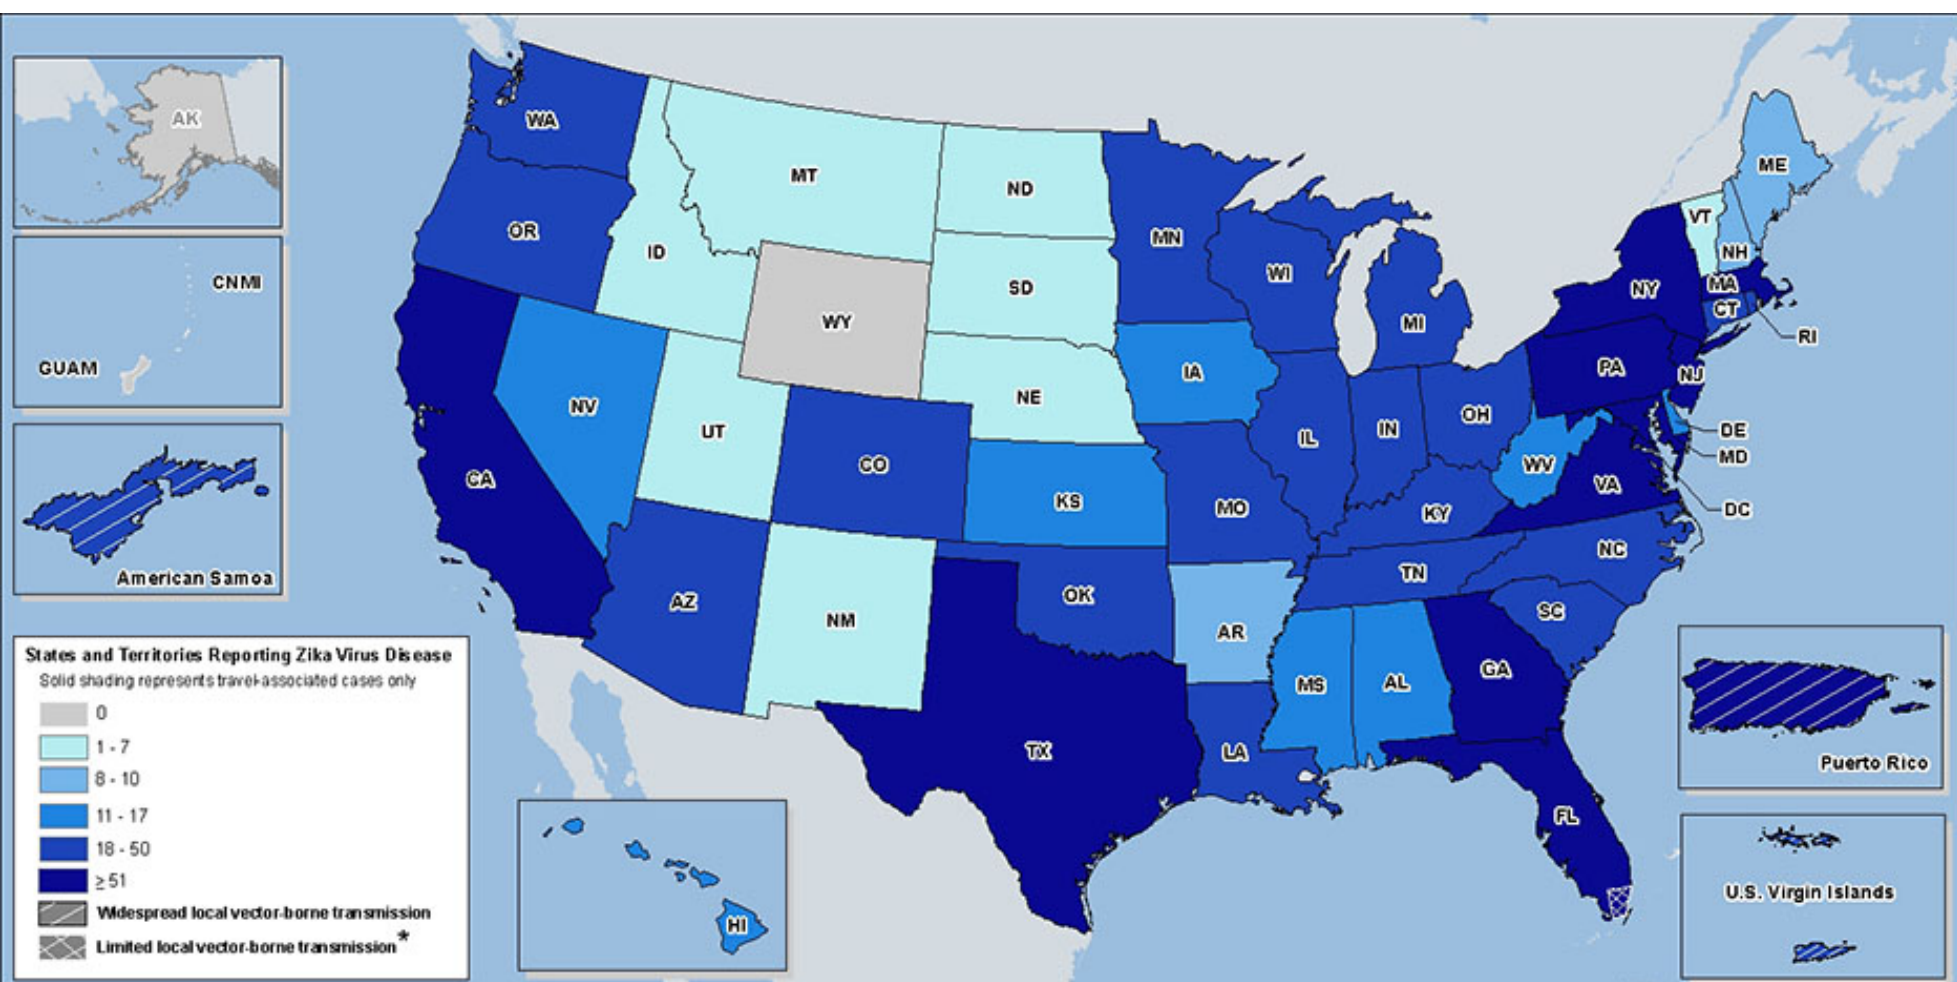 AK
CNMI
GUAM
American Samoa
States and Territories Reporting Zika Virus Disease
Solid shading represents travel-associated cases only
0
1 - 7
8 - 10
11 - 17
18 - 50
≥ 51
Widespread local vector-borne transmission
Limited local vector-borne transmission*
WA
OR
CA
ID
NV
MT
WY
UT
AZ
CO
NM
ND
SD
NE
KS
OK
TX
MN
IA
MO
AR
LA
WI
IL
MI
IN
OH
KY
TN
MS
AL
GA
FL
SC
NC
VA
WV
PA
NY
NJ
VT
NH
ME
MA
CT
RI
DE
MD
DC
HI
Puerto Rico
U.S. Virgin Islands